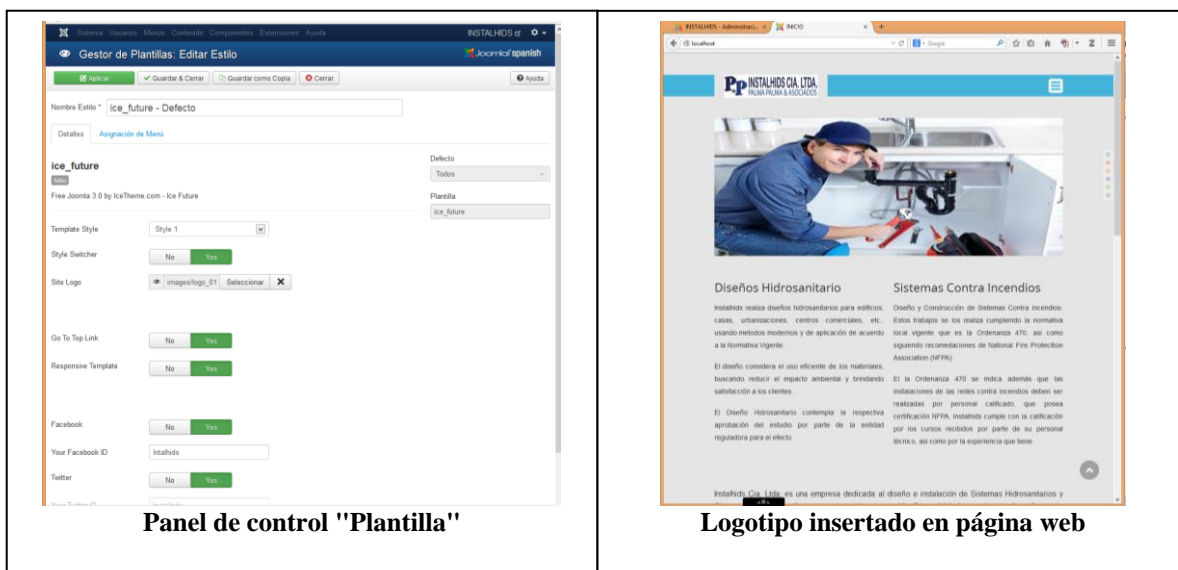 Sistema Usuarios Menús Contenido Componentes Extensiones Ayuda INSTALHIDS
Gestor de Plantillas: Editar Estilo
Joomla! spanish
Aplicar Guardar & Cerrar Guardar como Copia Cerrar Ayuda
Nombre Estilo * ice_future - Defecto
Detalles Asignación de Menú
ice_future
Sitio
Free Joomla 3.0 by IceTheme.com - Ice Future
Defecto
Todos
Plantilla
ice_future
Template Style Style 1
Style Switcher No Yes
Site Logo images/logo_01 Seleccionar
Go To Top Link No Yes
Responsive Template No Yes
Facebook No Yes
Your Facebook ID Intalhids
Twitter No Yes
Your Twitter ID
Panel de control "Plantilla"
INSTALHIDS - Administraci... INICIO
localhost Google
Pp INSTALHIDS CIA. LTDA.
PALMA PALMA & ASOCIADOS
Diseños Hidrosanitario
Instalhids realiza diseños hidrosanitarios para edificios,
casas, urbanizaciones, centros comerciales, etc.,
usando metodos modernos y de aplicación de acuerdo
a la Normativa Vigente.
El diseño considera el uso eficiente de los materiales,
buscando reducir el impacto ambiental y brindando
satisfacción a los clientes.
El Diseño Hidrosanitario contempla la respectiva
aprobación del estudio por parte de la entidad
reguladora para el efecto.
Sistemas Contra Incendios
Diseño y Construcción de Sistemas Contra Incendios:
Estos trabajos se los realiza cumpliendo la normativa
local vigente que es la Ordenanza 470, así como
siguiendo recomedaciones de National Fire Protecition
Association (NFPA).
El la Ordenanza 470 se indica además que las
instalaciones de las redes contra incendios deben ser
realizadas por personal calificado, que posea
certificación NFPA. Instalhids cumple con la calificación
por los cursos recibidos por parte de su personal
técnico, así como por la experiencia que tiene.
Instalhids Cia. Ltda. es una empresa dedicada al diseño e instalación de Sistemas Hidrosanitarios y
Logotipo insertado en página web